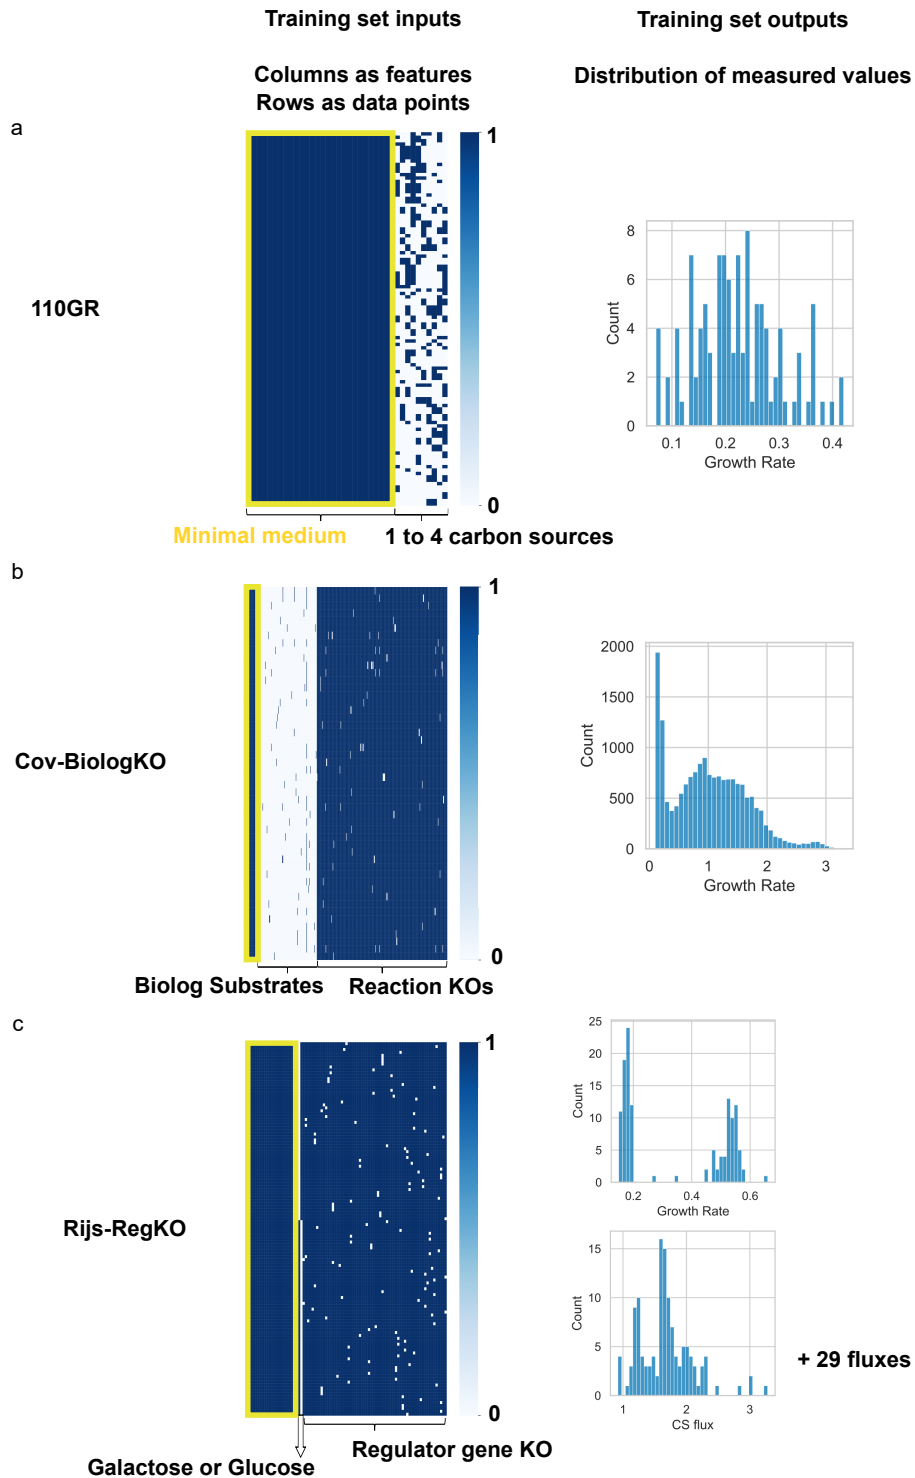 Training set inputs
Training set outputs
Columns as features
Rows as data points
Distribution of measured values
a
110GR
1
0
Minimal medium
1 to 4 carbon sources
8
6
4
2
0
Count
0.1 0.2 0.3 0.4
Growth Rate
b
Cov-BiologKO
1
0
Biolog Substrates
Reaction KOs
2000
1500
1000
500
0
Count
0 1 2 3
Growth Rate
c
Rijs-RegKO
1
0
Galactose or Glucose
Regulator gene KO
25
20
15
10
5
0
Count
0.2 0.4 0.6
Growth Rate
15
10
5
0
Count
1 2 3
CS flux
+ 29 fluxes